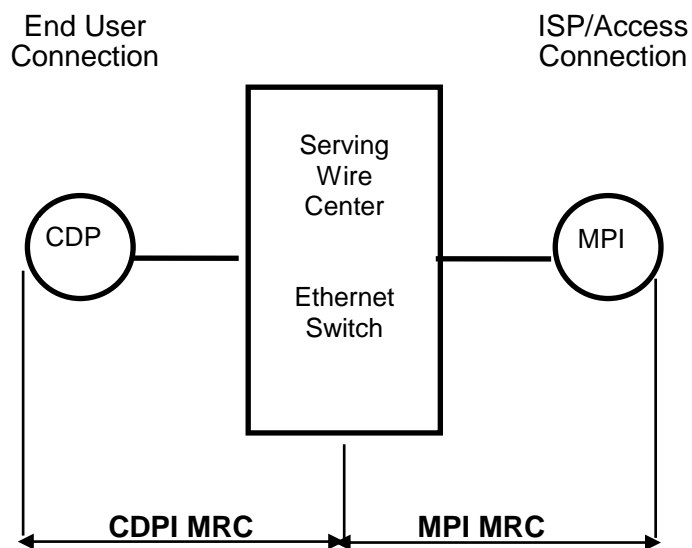 End User
Connection
ISP/Access
Connection
Serving
Wire
Center
CDP
MPI
Ethernet
Switch
CDPI MRC
MPI MRC